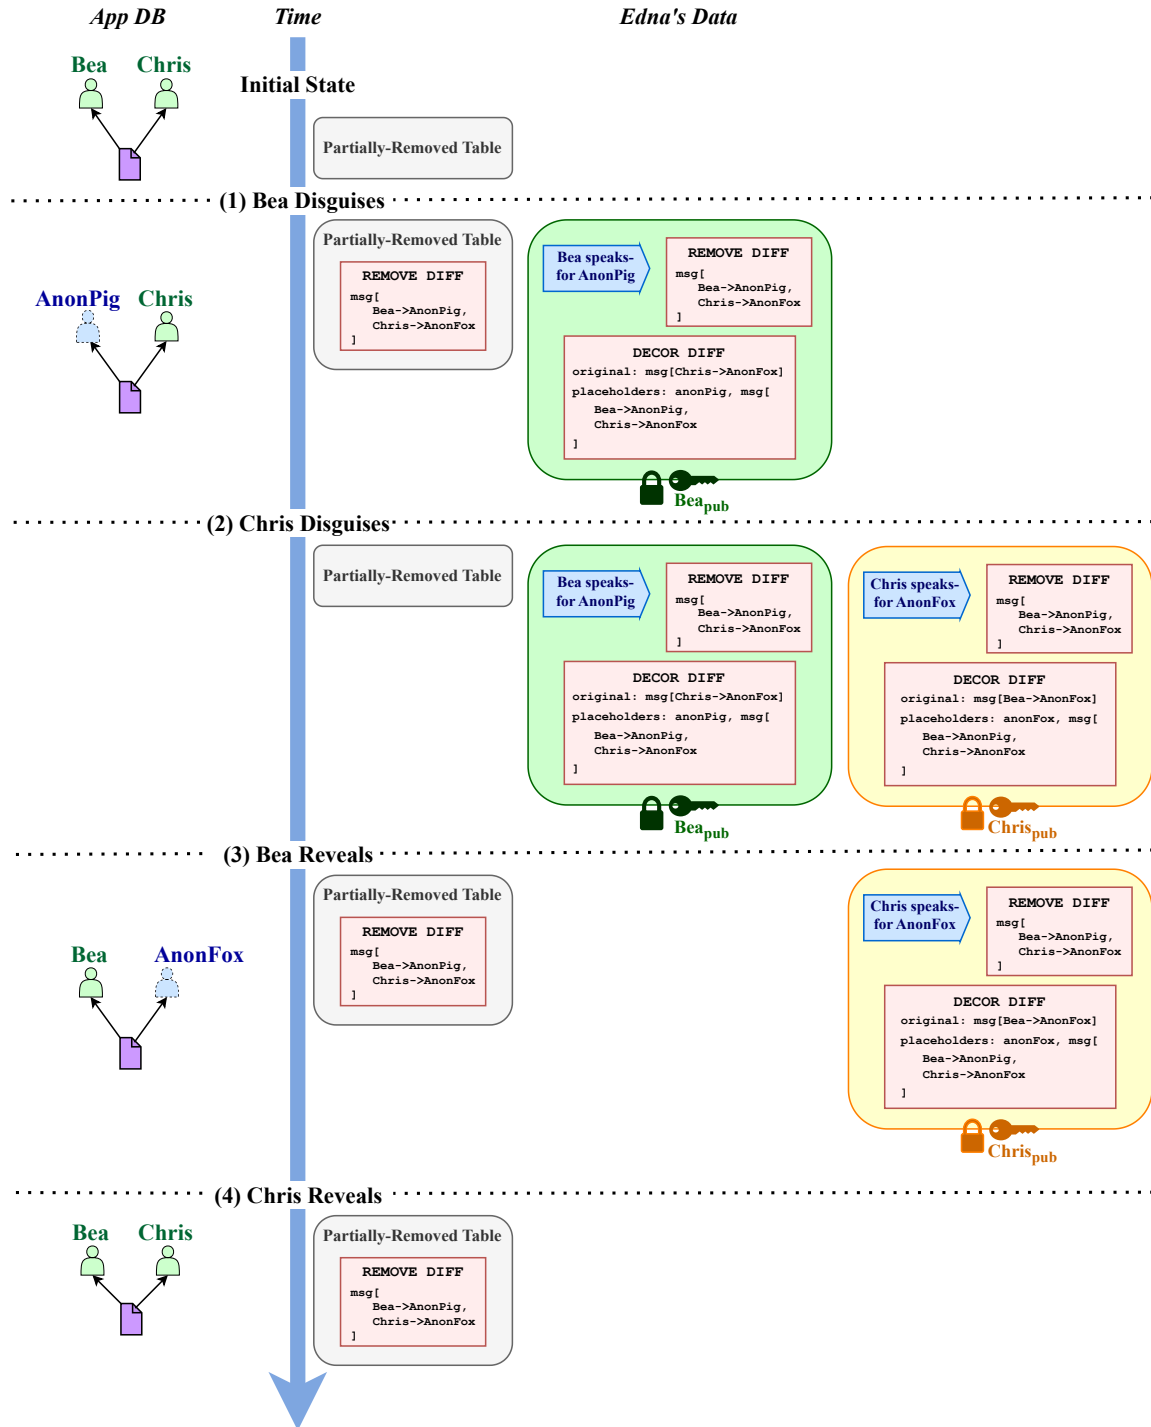 App DB
Time
Edna's Data
Bea
Chris
Initial State
Partially-Removed Table
(1) Bea Disguises
AnonPig
Chris
Partially-Removed Table
REMOVE DIFF
msg[
Bea->AnonPig,
Chris->AnonFox
]
Bea speaks-
for AnonPig
REMOVE DIFF
msg[
Bea->AnonPig,
Chris->AnonFox
]
DECOR DIFF
original: msg[Chris->AnonFox]
placeholders: anonPig, msg[
Bea->AnonPig,
Chris->AnonFox
]
Beapub
(2) Chris Disguises
Partially-Removed Table
Bea speaks-
for AnonPig
REMOVE DIFF
msg[
Bea->AnonPig,
Chris->AnonFox
]
DECOR DIFF
original: msg[Chris->AnonFox]
placeholders: anonPig, msg[
Bea->AnonPig,
Chris->AnonFox
]
Beapub
Chris speaks-
for AnonFox
REMOVE DIFF
msg[
Bea->AnonPig,
Chris->AnonFox
]
DECOR DIFF
original: msg[Bea->AnonFox]
placeholders: anonFox, msg[
Bea->AnonPig,
Chris->AnonFox
]
Chrispub
(3) Bea Reveals
Bea
AnonFox
Partially-Removed Table
REMOVE DIFF
msg[
Bea->AnonPig,
Chris->AnonFox
]
Chris speaks-
for AnonFox
REMOVE DIFF
msg[
Bea->AnonPig,
Chris->AnonFox
]
DECOR DIFF
original: msg[Bea->AnonFox]
placeholders: anonFox, msg[
Bea->AnonPig,
Chris->AnonFox
]
Chrispub
(4) Chris Reveals
Bea
Chris
Partially-Removed Table
REMOVE DIFF
msg[
Bea->AnonPig,
Chris->AnonFox
]